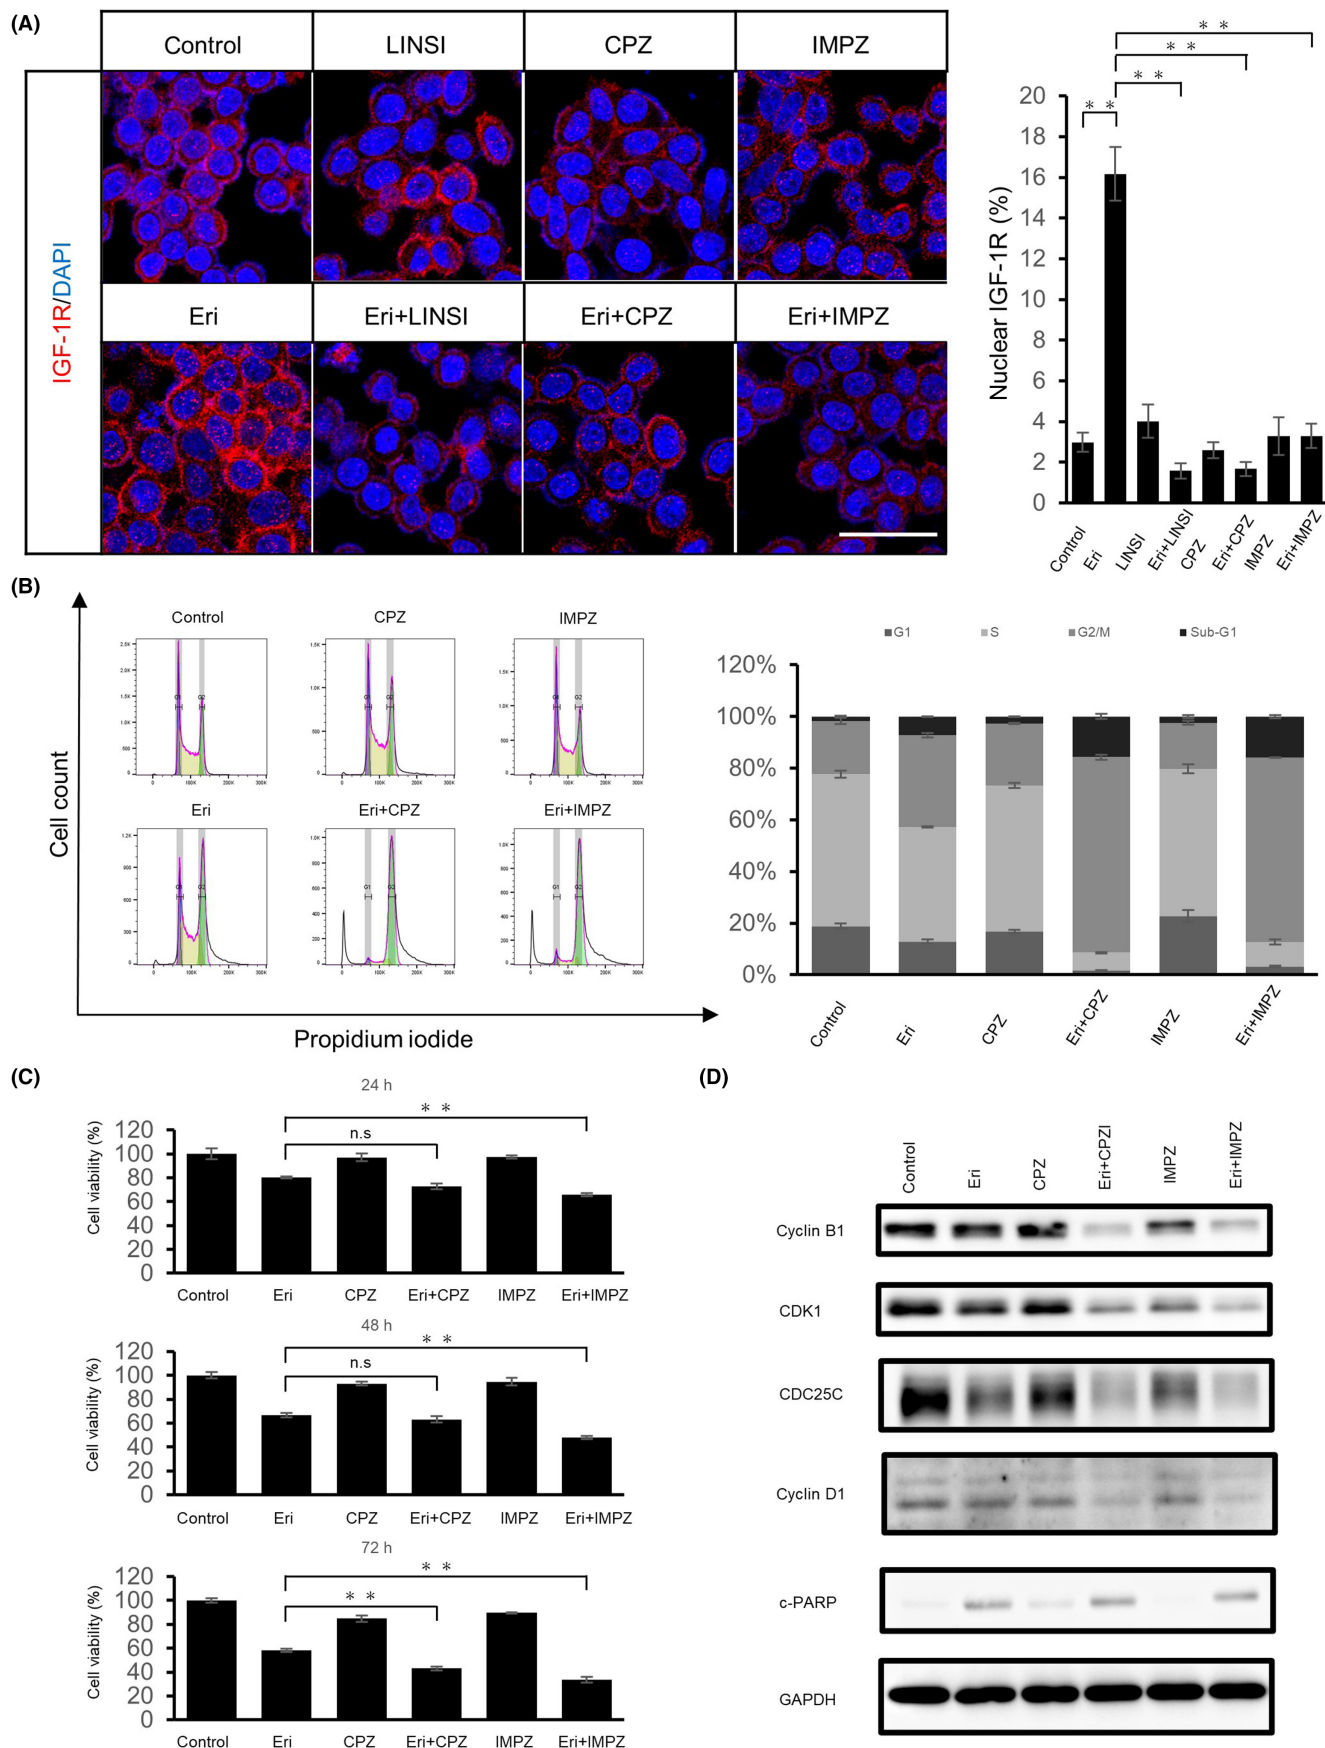 (A)
Control
LINSI
CPZ
IMPZ
IGF-1R/DAPI
Eri
Eri+LINSI
Eri+CPZ
Eri+IMPZ
Nuclear IGF-1R (%)
* *
* *
* *
* *
20
18
16
14
12
10
8
6
4
2
0
Control
Eri
LINSI
Eri+LINSI
CPZ
Eri+CPZ
IMPZ
Eri+IMPZ
(B)
Cell count
Control
CPZ
IMPZ
Eri
Eri+CPZ
Eri+IMPZ
Propidium iodide
G1 S G2/M Sub-G1
120%
100%
80%
60%
40%
20%
0%
Control
Eri
CPZ
Eri+CPZ
IMPZ
Eri+IMPZ
(C)
24 h
Cell viability (%)
120
100
80
60
40
20
0
n.s
* *
Control Eri CPZ Eri+CPZ IMPZ Eri+IMPZ
48 h
Cell viability (%)
120
100
80
60
40
20
0
n.s
* *
Control Eri CPZ Eri+CPZ IMPZ Eri+IMPZ
72 h
Cell viability (%)
120
100
80
60
40
20
0
* *
* *
Control Eri CPZ Eri+CPZ IMPZ Eri+IMPZ
(D)
Control
Eri
CPZ
Eri+CPZI
IMPZ
Eri+IMPZ
Cyclin B1
CDK1
CDC25C
Cyclin D1
c-PARP
GAPDH